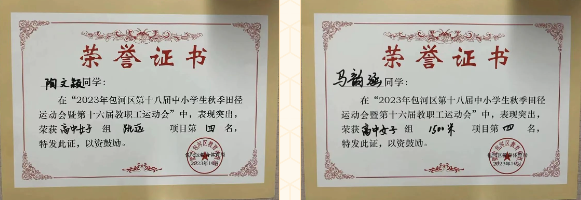 荣誉证书
陶文颖同学：
在“2023年包河区第十八届中小学生秋季田径
运动会暨第十六届教职工运动会”中，表现突出，
荣获高中女子组 跳远 项目第四名，
特发此证，以资鼓励。
荣誉证书
马韵涵同学：
在“2023年包河区第十八届中小学生秋季田径
运动会暨第十六届教职工运动会”中，表现突出，
荣获高中女子组 1500米 项目第四名，
特发此证，以资鼓励。